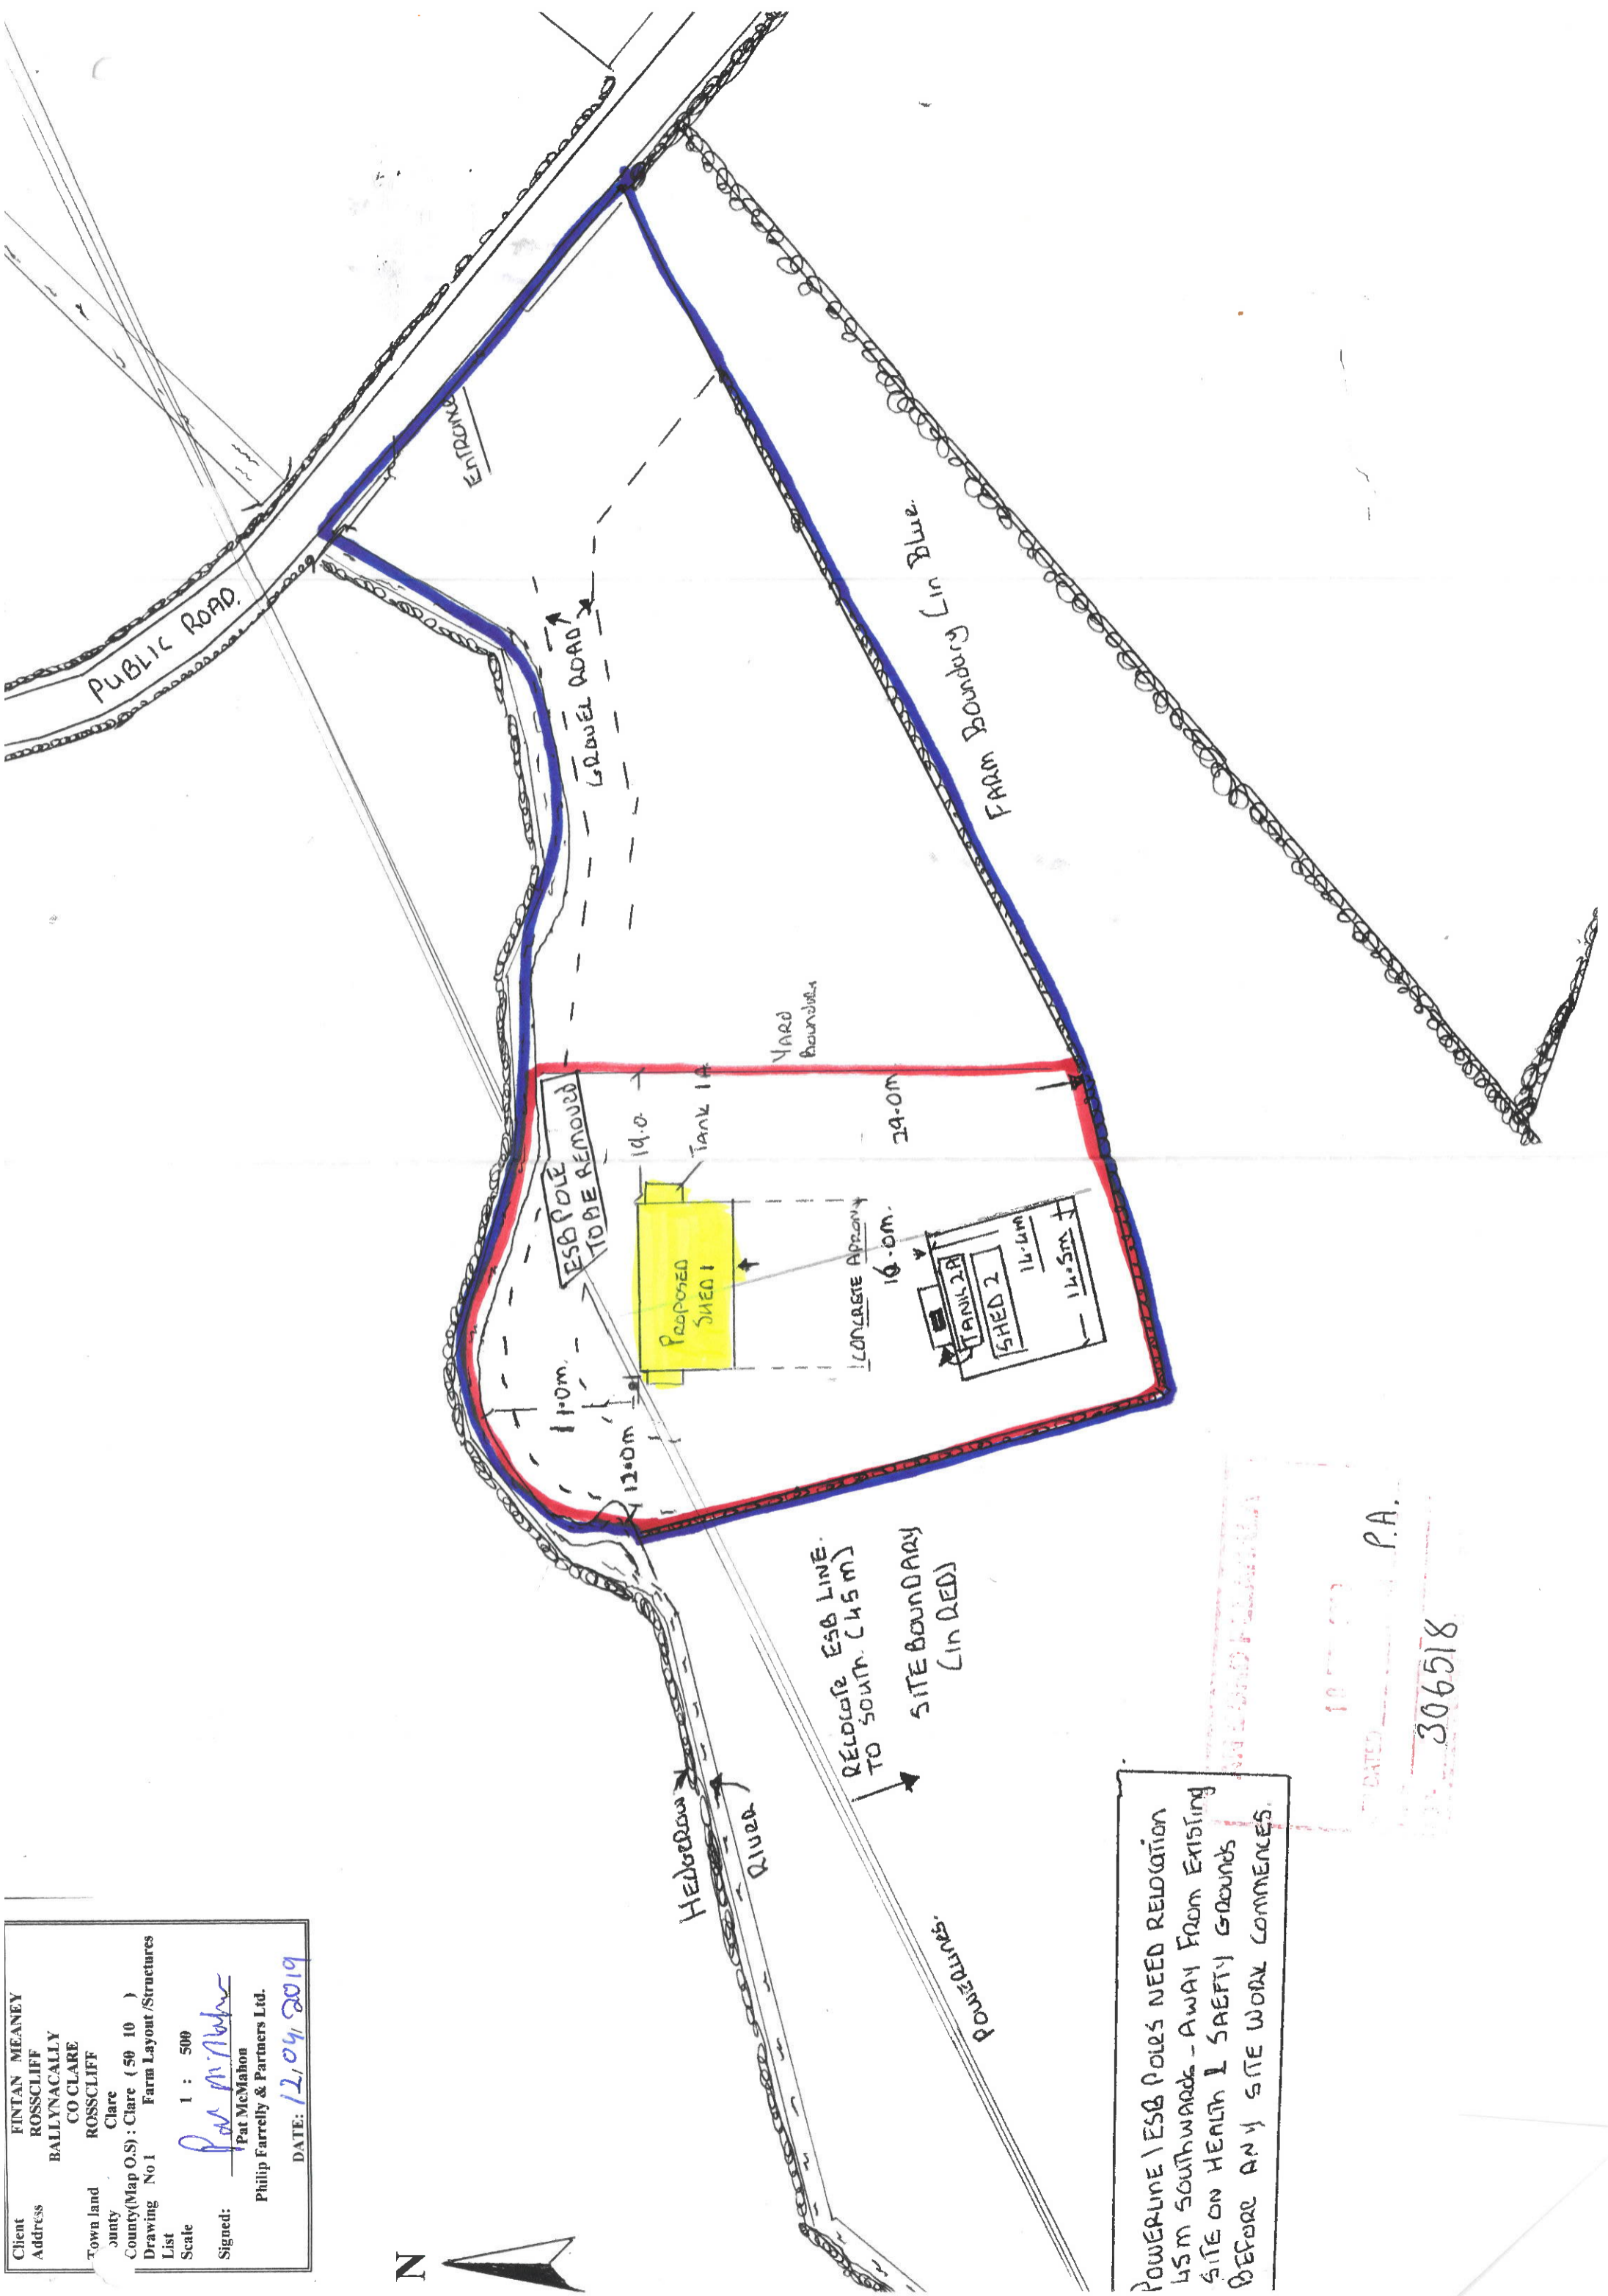 Client FINTAN MEANEY
Address ROSSCLIFF
BALLYNACALLY
CO CLARE
Town land ROSSCLIFF
ounty Clare
County(Map O.S) : Clare ( 50 10 )
Drawing No 1 Farm Layout /Structures
List
Scale 1 : 500
Signed:
Pat McMahon
Philip Farrelly & Partners Ltd.
DATE: 12/04/2019
N
PUBLIC ROAD.
ENTRANCE
GRAVEL ROAD
FARM Boundary (in Blue.
YARD
Boundary
ESB POLE
TO BE REMOVED
19.0
TANK 1A
PROPOSED
SHED 1
11.0m.
12.0m
CONCRETE APRON
16.0m.
29.0m
TANK 2A
SHED 2
14.4m
14.5m
HEDGEROW
RIVER
POWERLINES.
RELOCATE ESB LINE.
TO SOUTH. (45m)
SITE BOUNDARY
(in RED)
POWERLINE / ESB POLES NEED RELOCATION
45m SOUTHWARDS - AWAY FROM EXISTING
SITE ON HEALTH & SAEFTY GROUNDS
BEFORE ANY SITE WORK COMMENCES.
DATED
P.A.
306518